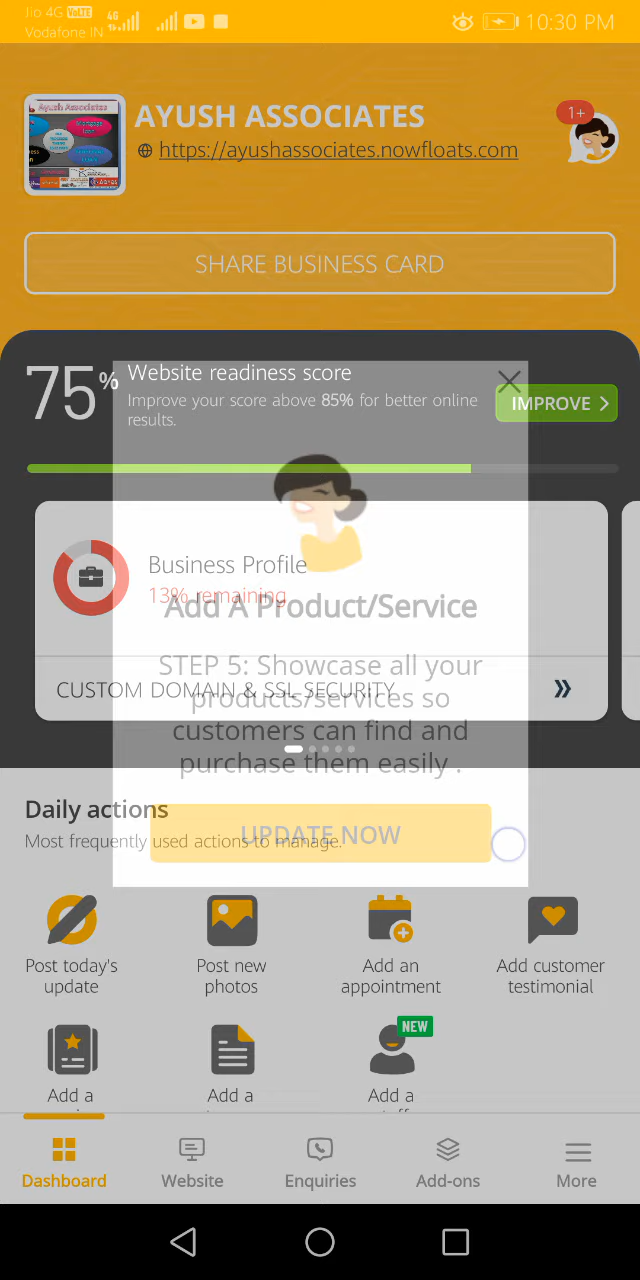 Jio 4G VoLTE
4G
Vodafone IN
10:30 PM
Ayush Associates
AYUSH ASSOCIATES
https://ayushassociates.nowfloats.com
1+
SHARE BUSINESS CARD
75%
Website readiness score
Improve your score above 85% for better online
results.
IMPROVE
Business Profile
13% remaining
Add A Product/Service
STEP 5: Showcase all your
products/services so
customers can find and
purchase them easily .
CUSTOM DOMAIN & SSL SECURITY
UPDATE NOW
Daily actions
Most frequently used actions to manage.
Post today's
update
Post new
photos
Add an
appointment
Add customer
testimonial
NEW
Add a
Add a
Add a
Dashboard
Website
Enquiries
Add-ons
More